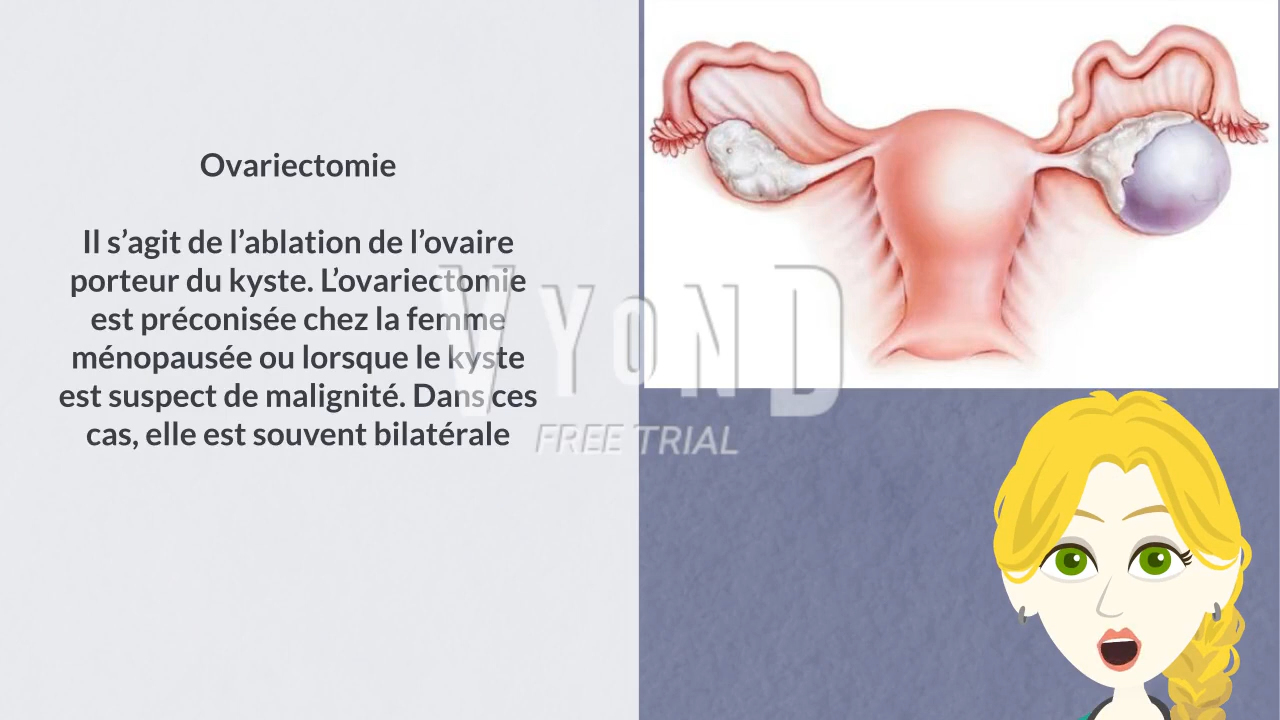 Ovariectomie
Il s’agit de l’ablation de l’ovaire
porteur du kyste. L’ovariectomie
est préconisée chez la femme
ménopausée ou lorsque le kyste
est suspect de malignité. Dans ces
cas, elle est souvent bilatérale
VYOND
FREE TRIAL